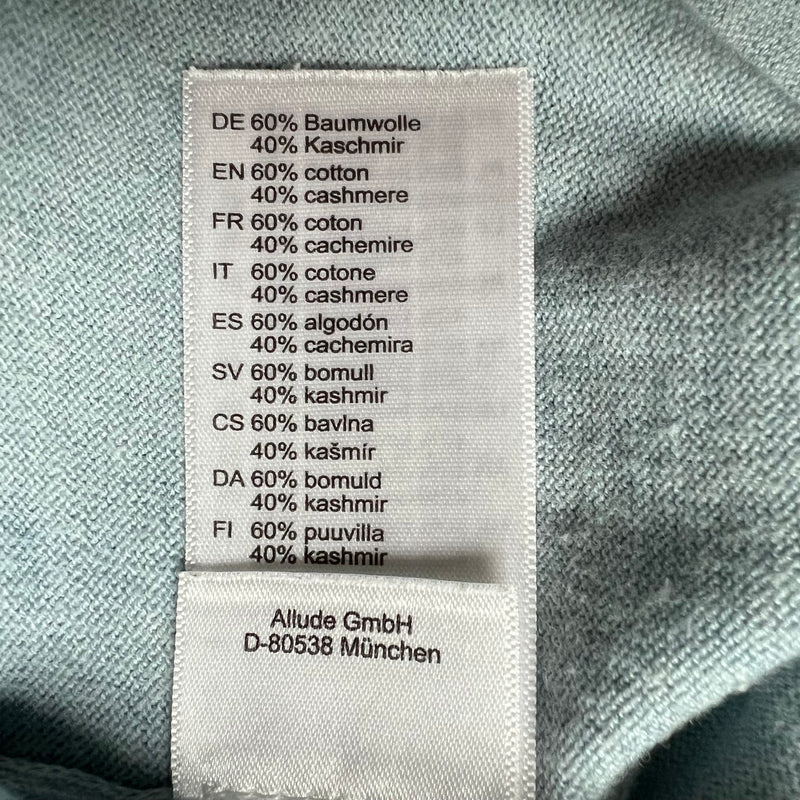 DE 60% Baumwolle
40% Kaschmir
EN 60% cotton
40% cashmere
FR 60% coton
40% cachemire
IT 60% cotone
40% cashmere
ES 60% algodón
40% cachemira
SV 60% bomull
40% kashmir
CS 60% bavlna
40% kašmír
DA 60% bomuld
40% kashmir
FI 60% puuvilla
40% kashmir
Allude GmbH
D-80538 München